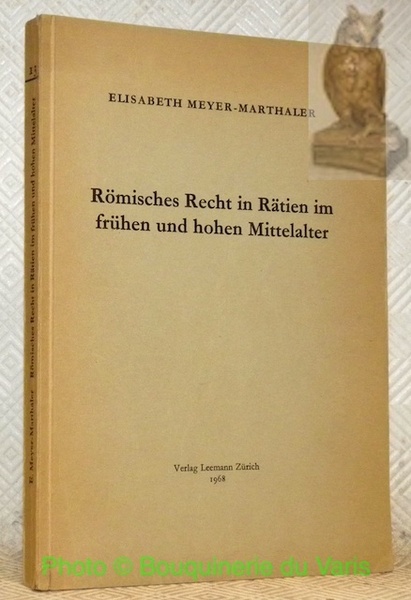 ELISABETH MEYER-MARTHALER
Römisches Recht in Rätien im
frühen und hohen Mittelalter
Verlag Leemann Zürich
1968
E. Meyer-Marthaler Römisches Recht in Rätien im frühen und hohen Mittelalter
Photo © Bouquinerie du Varis